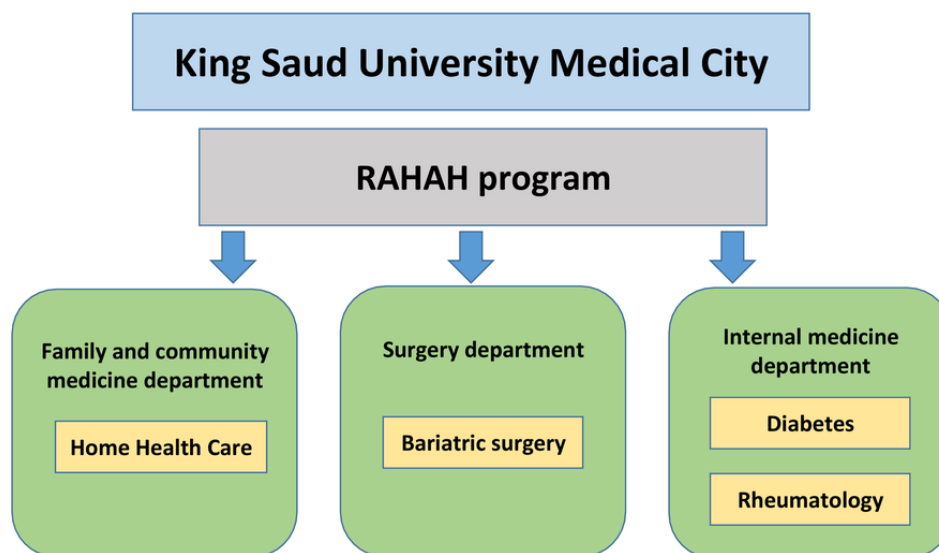 King Saud University Medical City
RAHAH program
Family and community
medicine department
Home Health Care
Surgery department
Bariatric surgery
Internal medicine
department
Diabetes
Rheumatology